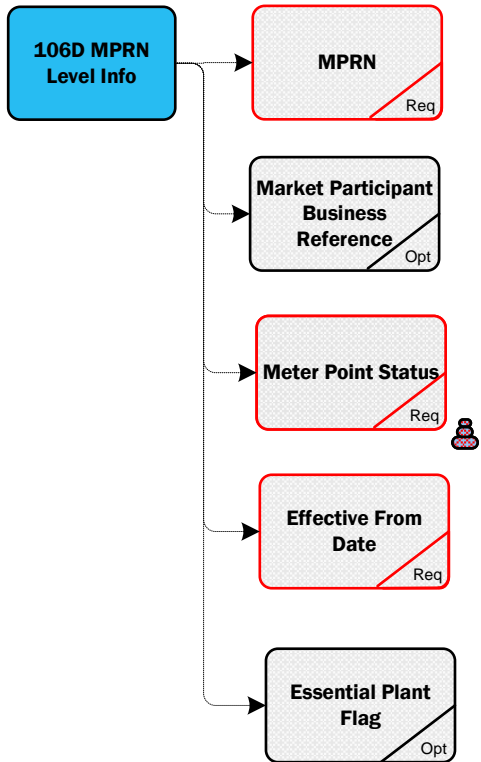 106D MPRN
Level Info
MPRN
Req
Market Participant
Business
Reference
Opt
Meter Point Status
Req
Effective From
Date
Req
Essential Plant
Flag
Opt